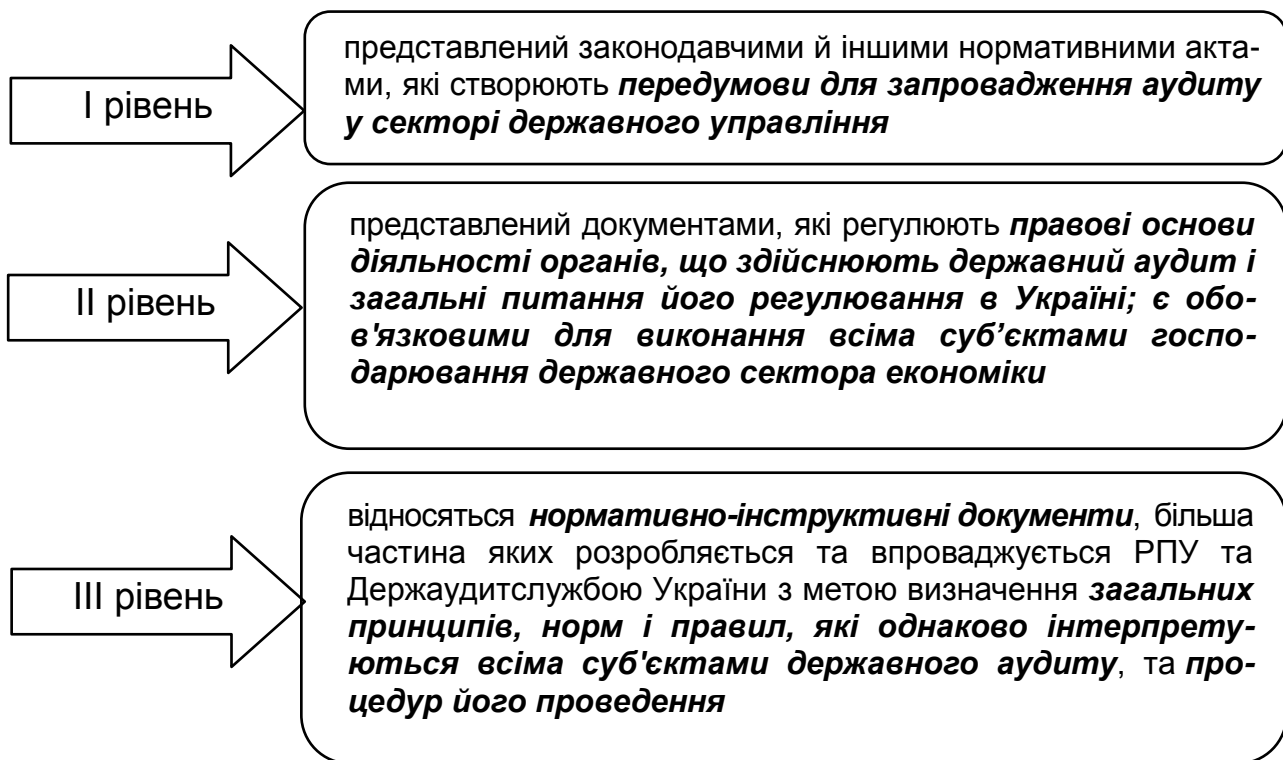 І рівень
представлений законодавчими й іншими нормативними акта-
ми, які створюють передумови для запровадження аудиту
у секторі державного управління
ІІ рівень
представлений документами, які регулюють правові основи
діяльності органів, що здійснюють державний аудит і
загальні питання його регулювання в Україні; є обо-
в'язковими для виконання всіма суб’єктами госпо-
дарювання державного сектора економіки
ІІІ рівень
відносяться нормативно-інструктивні документи, більша
частина яких розробляється та впроваджується РПУ та
Держаудитслужбою України з метою визначення загальних
принципів, норм і правил, які однаково інтерпрету-
ються всіма суб'єктами державного аудиту, та про-
цедур його проведення